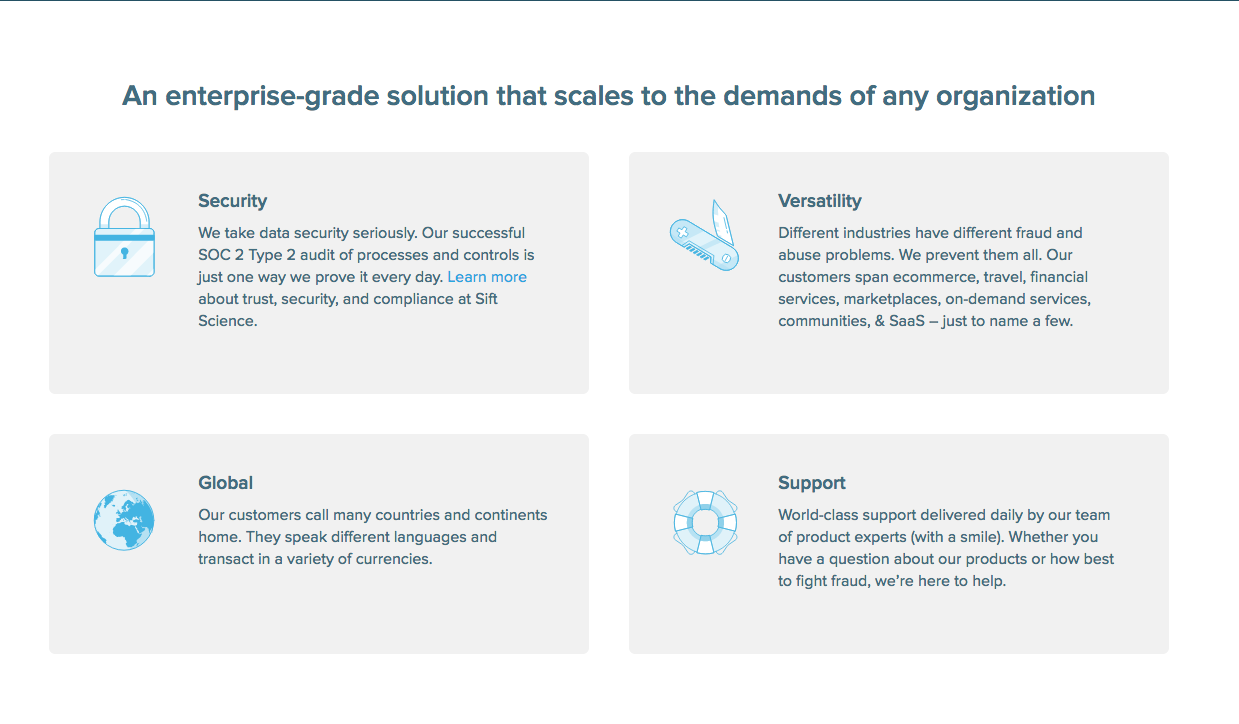 An enterprise-grade solution that scales to the demands of any organization
Security
We take data security seriously. Our successful
SOC 2 Type 2 audit of processes and controls is
just one way we prove it every day. Learn more
about trust, security, and compliance at Sift
Science.
Versatility
Different industries have different fraud and
abuse problems. We prevent them all. Our
customers span ecommerce, travel, financial
services, marketplaces, on-demand services,
communities, & SaaS – just to name a few.
Global
Our customers call many countries and continents
home. They speak different languages and
transact in a variety of currencies.
Support
World-class support delivered daily by our team
of product experts (with a smile). Whether you
have a question about our products or how best
to fight fraud, we’re here to help.